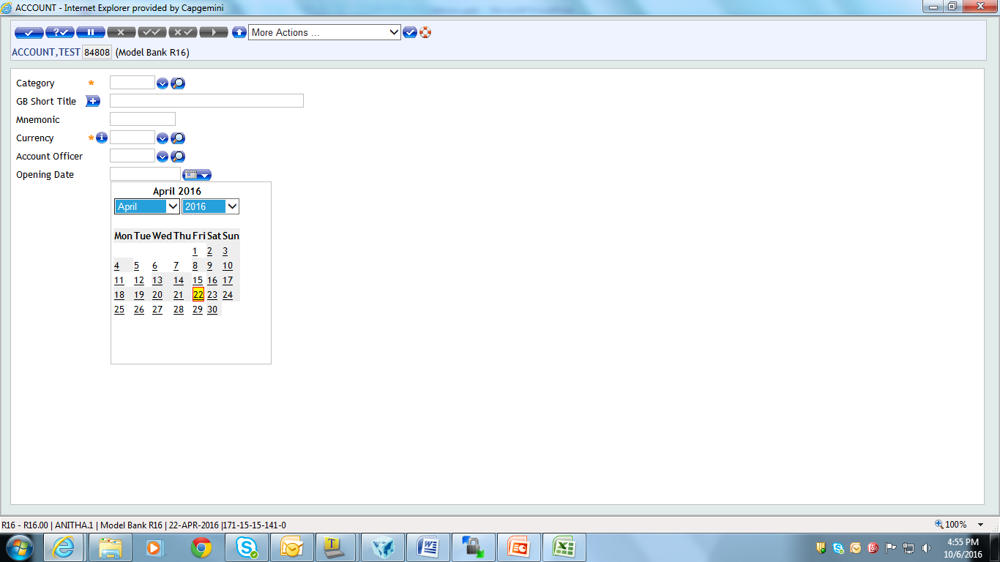 ACCOUNT - Internet Explorer provided by Capgemini
More Actions ...
ACCOUNT,TEST 84808 (Model Bank R16)
Category *
GB Short Title
Mnemonic
Currency *
Account Officer
Opening Date
April 2016
April 2016
Mon Tue Wed Thu Fri Sat Sun
1 2 3
4 5 6 7 8 9 10
11 12 13 14 15 16 17
18 19 20 21 22 23 24
25 26 27 28 29 30
R16 - R16.00 | ANITHA.1 | Model Bank R16 | 22-APR-2016 |171-15-15-141-0
100%
4:55 PM
10/6/2016